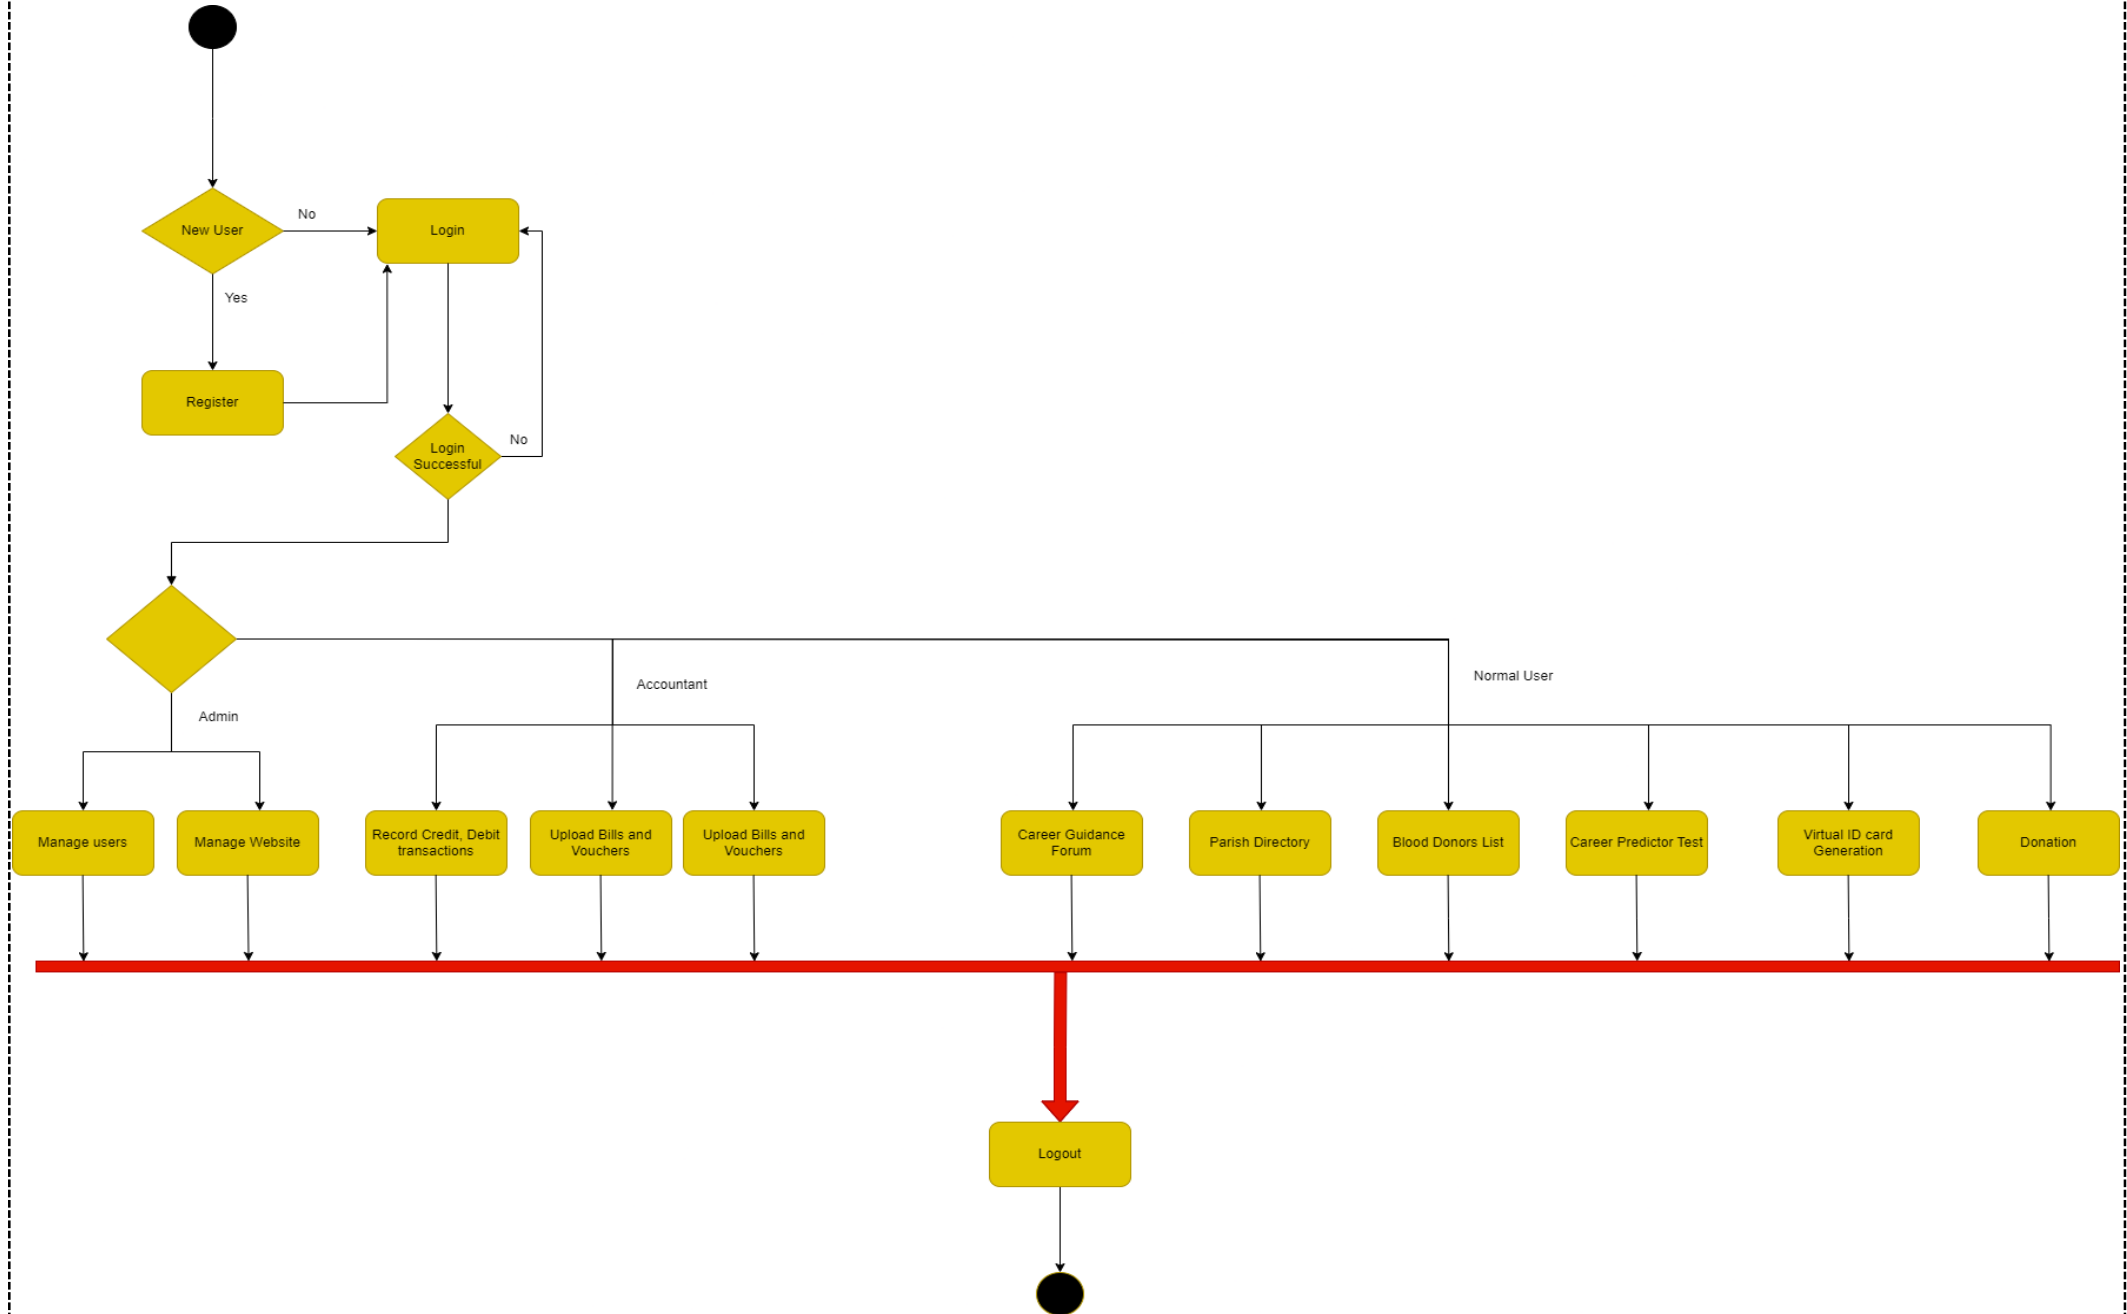 New User
No
Login
Yes
Register
Login
Successful
No
Admin
Accountant
Normal User
Manage users
Manage Website
Record Credit, Debit
transactions
Upload Bills and
Vouchers
Upload Bills and
Vouchers
Career Guidance
Forum
Parish Directory
Blood Donors List
Career Predictor Test
Virtual ID card
Generation
Donation
Logout